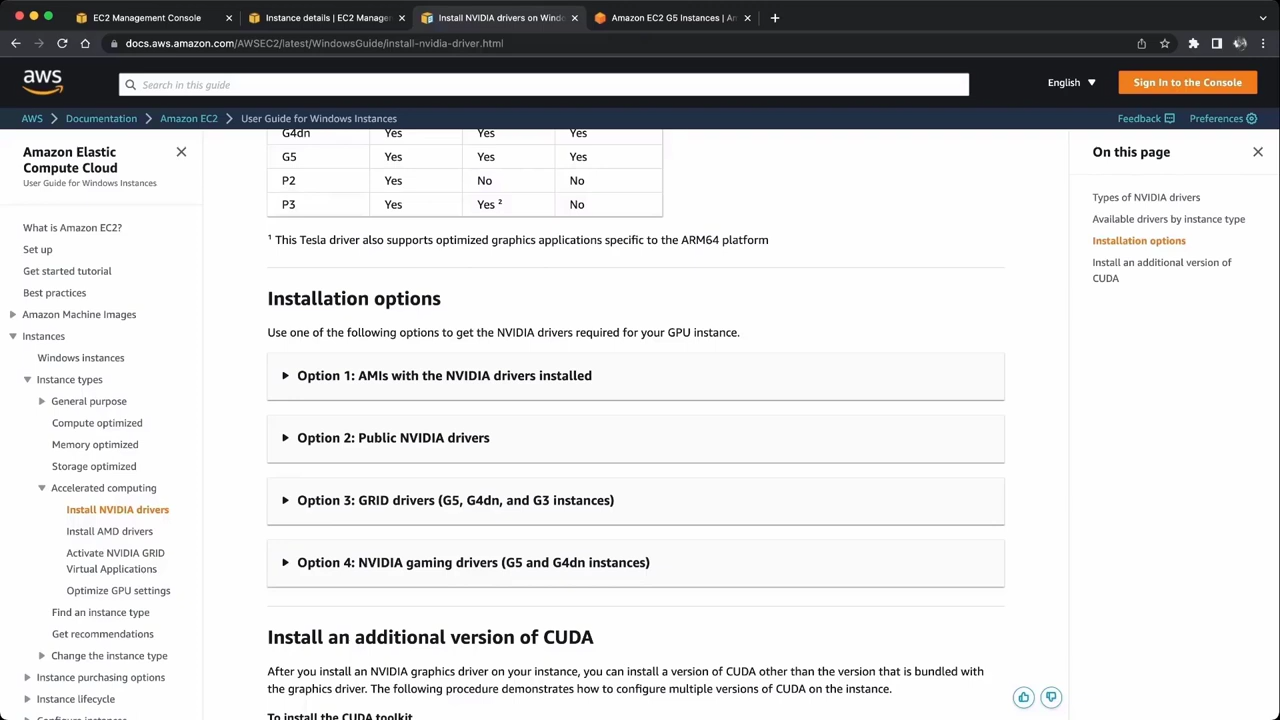 EC2 Management Console
Instance details | EC2 Manage
Install NVIDIA drivers on Windo
Amazon EC2 G5 Instances | A
docs.aws.amazon.com/AWSEC2/latest/WindowsGuide/install-nvidia-driver.html
aws
Search in this guide
English
Sign In to the Console
AWS > Documentation > Amazon EC2 > User Guide for Windows Instances
Feedback
Preferences
Amazon Elastic
Compute Cloud
User Guide for Windows Instances
What is Amazon EC2?
Set up
Get started tutorial
Best practices
Amazon Machine Images
Instances
Windows instances
Instance types
General purpose
Compute optimized
Memory optimized
Storage optimized
Accelerated computing
Install NVIDIA drivers
Install AMD drivers
Activate NVIDIA GRID
Virtual Applications
Optimize GPU settings
Find an instance type
Get recommendations
Change the instance type
Instance purchasing options
Instance lifecycle
Configure instances
G4dn Yes Yes Yes
G5 Yes Yes Yes
P2 Yes No No
P3 Yes Yes ² No
¹ This Tesla driver also supports optimized graphics applications specific to the ARM64 platform
Installation options
Use one of the following options to get the NVIDIA drivers required for your GPU instance.
Option 1: AMIs with the NVIDIA drivers installed
Option 2: Public NVIDIA drivers
Option 3: GRID drivers (G5, G4dn, and G3 instances)
Option 4: NVIDIA gaming drivers (G5 and G4dn instances)
Install an additional version of CUDA
After you install an NVIDIA graphics driver on your instance, you can install a version of CUDA other than the version that is bundled with
the graphics driver. The following procedure demonstrates how to configure multiple versions of CUDA on the instance.
To install the CUDA toolkit
On this page
Types of NVIDIA drivers
Available drivers by instance type
Installation options
Install an additional version of
CUDA